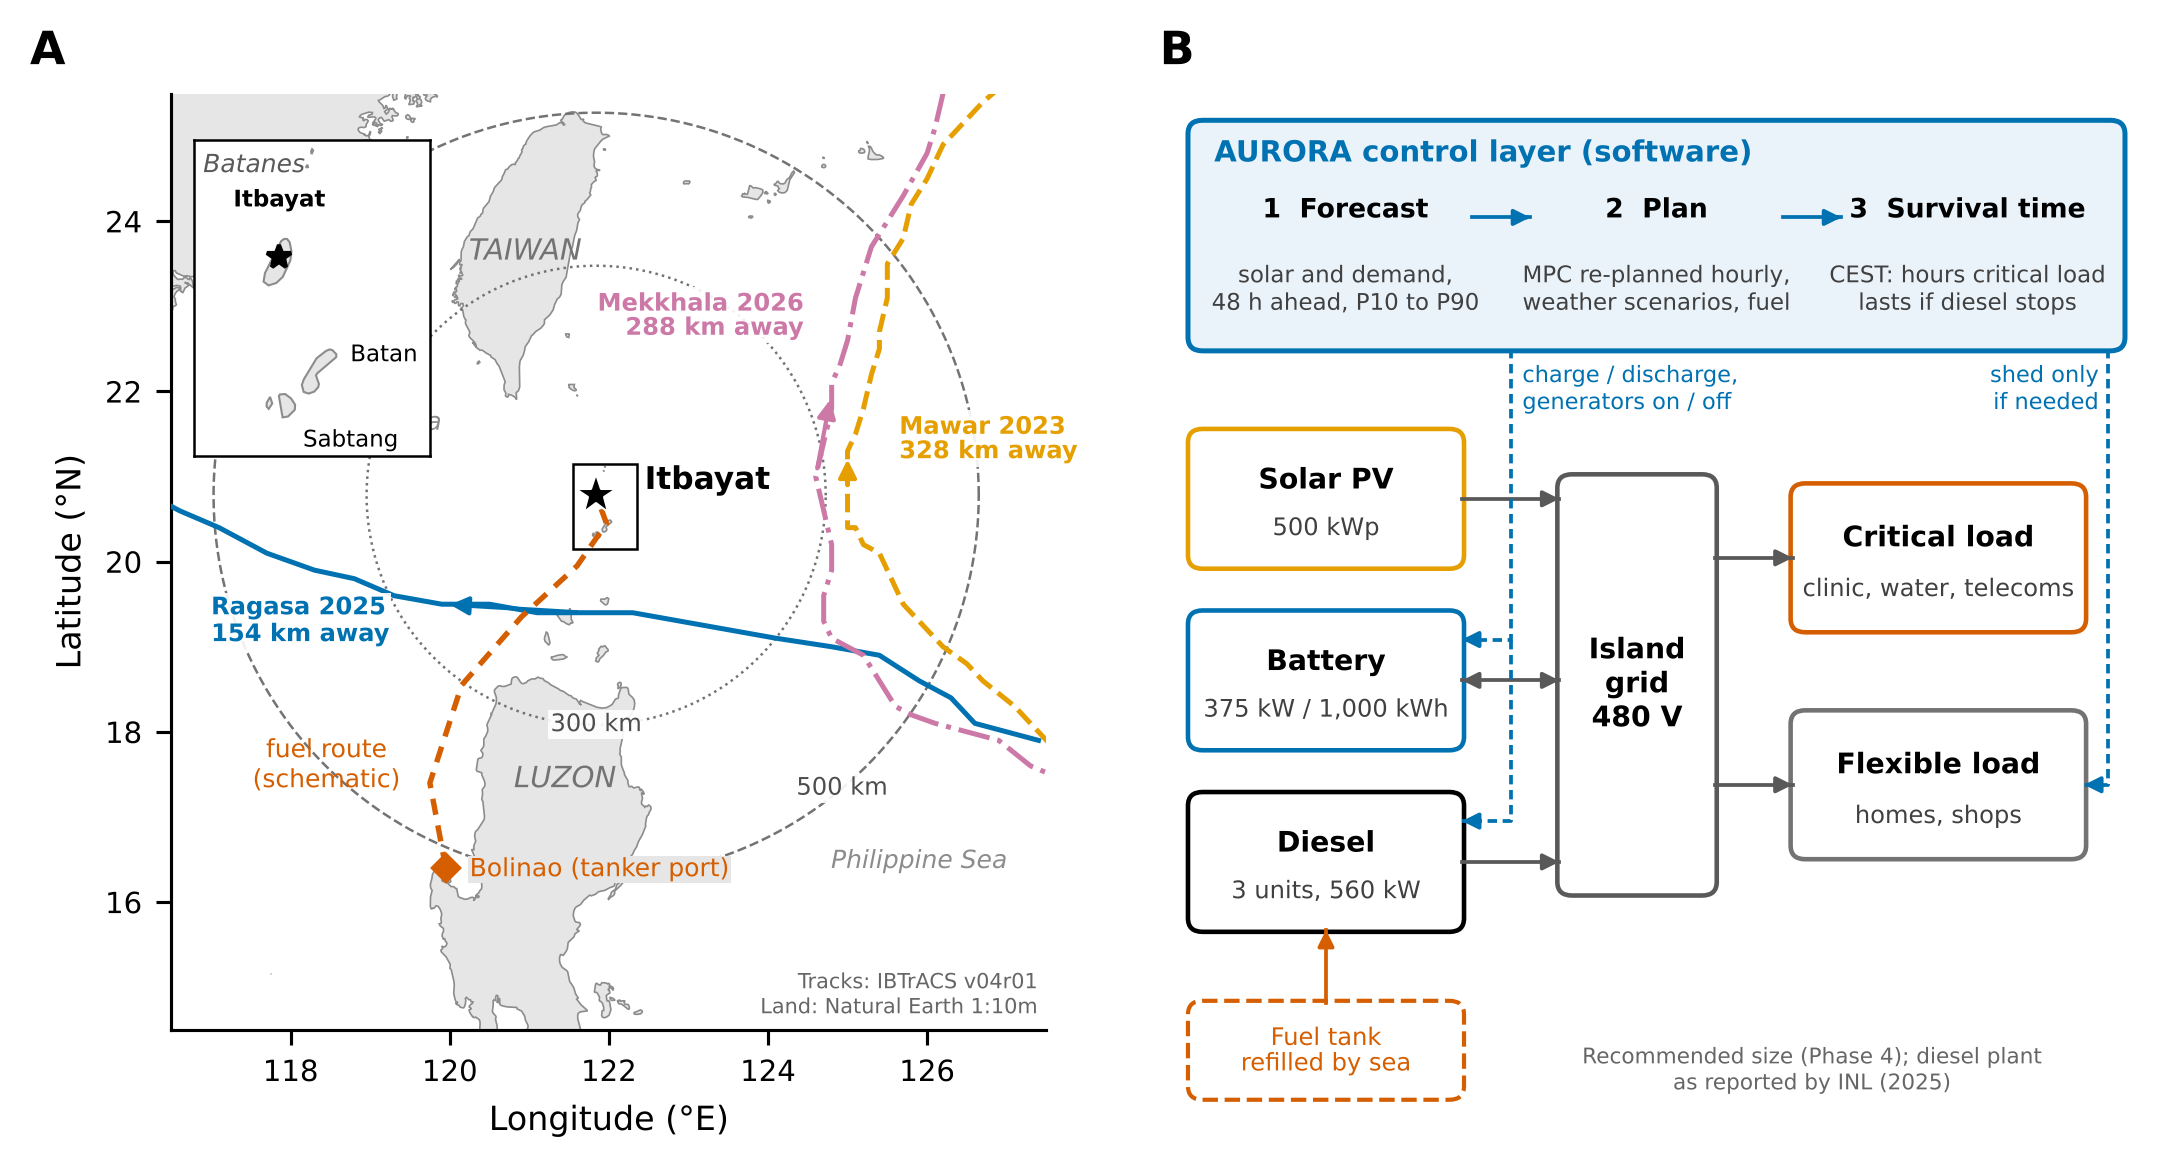 A
Batanes
Itbayat
Batan
Sabtang
TAIWAN
Mekkhala 2026
288 km away
Mawar 2023
328 km away
Itbayat
Ragasa 2025
154 km away
300 km
fuel route
(schematic)
LUZON
500 km
Bolinao (tanker port)
Philippine Sea
Tracks: IBTrACS v04r01
Land: Natural Earth 1:10m
24
22
20
18
16
118
120
122
124
126
Latitude (°N)
Longitude (°E)
B
AURORA control layer (software)
1 Forecast
solar and demand,
48 h ahead, P10 to P90
2 Plan
MPC re-planned hourly,
weather scenarios, fuel
3 Survival time
CEST: hours critical load
lasts if diesel stops
charge / discharge,
generators on / off
shed only
if needed
Solar PV
500 kWp
Battery
375 kW / 1,000 kWh
Diesel
3 units, 560 kW
Island
grid
480 V
Critical load
clinic, water, telecoms
Flexible load
homes, shops
Fuel tank
refilled by sea
Recommended size (Phase 4); diesel plant
as reported by INL (2025)